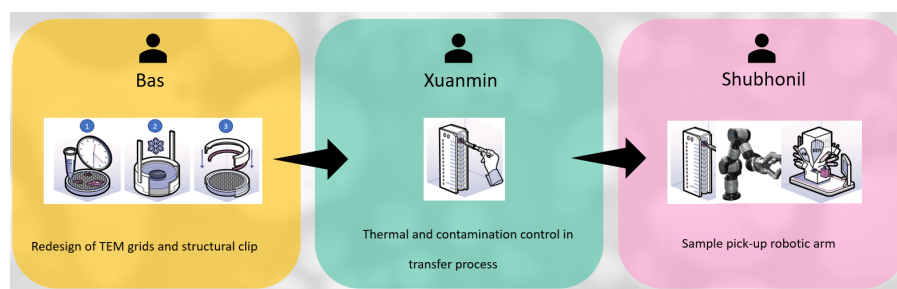 Bas
Xuanmin
Shubhonil
1
2
3
Redesign of TEM grids and structural clip
Thermal and contamination control in
transfer process
Sample pick-up robotic arm